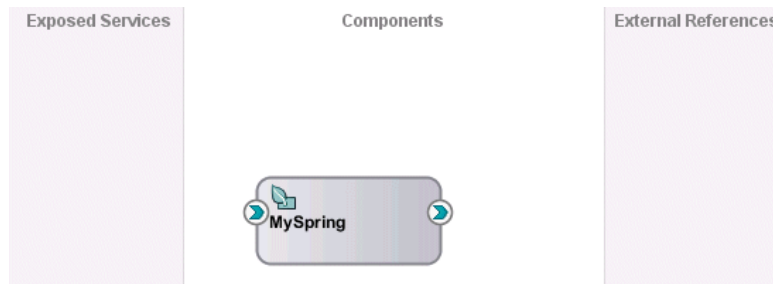 Exposed Services
Components
External References
MySpring